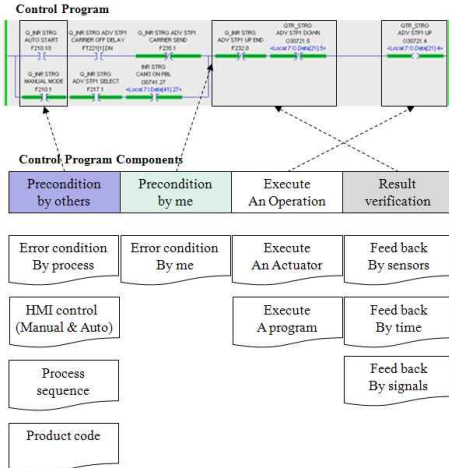 Control Program
Q_INR STRG
AUTO START
F210.10
Q_INR STRG ADV STP1
CARRIER OFF DELAY
FT221[1].DN
Q_INR STRG ADV STP1
CARRIER SEND
F235.1
Q_INR STRG
ADV STP1 UP END
F232.0
QTR_STRG
ADV STP1 DOWN
O30721.5
<Local:7:O.Data[21].5>
QTR_STRG
ADV STP1 UP
O30721.4
<Local:7:O.Data[21].4>
Q_INR STRG
MANUAL MODE
F210.1
Q_INR STRG
ADV STP1 SELECT
F217.1
INR STRG
CAM3 ON PBL
I30741.27
<Local:7:I.Data[41].27>
Control Program Components
Precondition
by others
Precondition
by me
Execute
An Operation
Result
verification
Error condition
By process
Error condition
By me
Execute
An Actuator
Feed back
By sensors
HMI control
(Manual & Auto)
Execute
A program
Feed back
By time
Process
sequence
Feed back
By signals
Product code